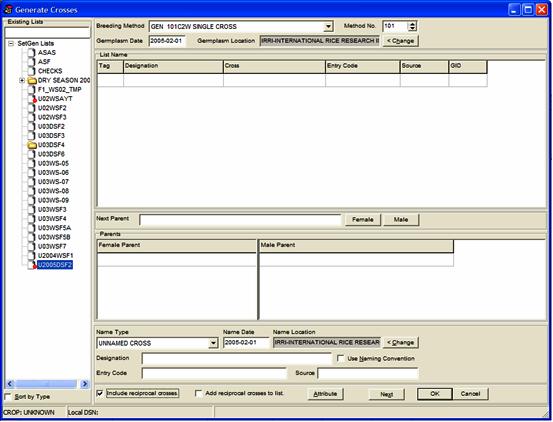 Generate Crosses
Existing Lists
SetGen Lists
ASAS
ASF
CHECKS
DRY SEASON 200
F1_WS02_TMP
U02WSAYT
U02WSF2
U03WSF2
U03DSF2
U03DSF3
U03DSF4
U03DSF6
U03WS-05
U03WS-06
U03WS-07
U03WS-08
U03WS-09
U03WSF3
U03WSF4
U03WSF5A
U03WSF5B
U03WSF7
U2004WSF1
U2005DSF2
Sort by Type
Breeding Method GEN 101C2W SINGLE CROSS Method No. 101
Germplasm Date 2005-02-01 Germplasm Location IRRI-INTERNATIONAL RICE RESEARCH II < Change
List Name
Tag Designation Cross Entry Code Source GID
Next Parent Female Male
Parents
Female Parent Male Parent
Name Type Name Date Name Location
UNNAMED CROSS 2005-02-01 IRRI-INTERNATIONAL RICE RESEAR < Change
Designation Use Naming Convention
Entry Code Source
Include reciprocal crosses. Add reciprocal crosses to list. Attribute Next OK Cancel
CROP: UNKNOWN Local DSN: